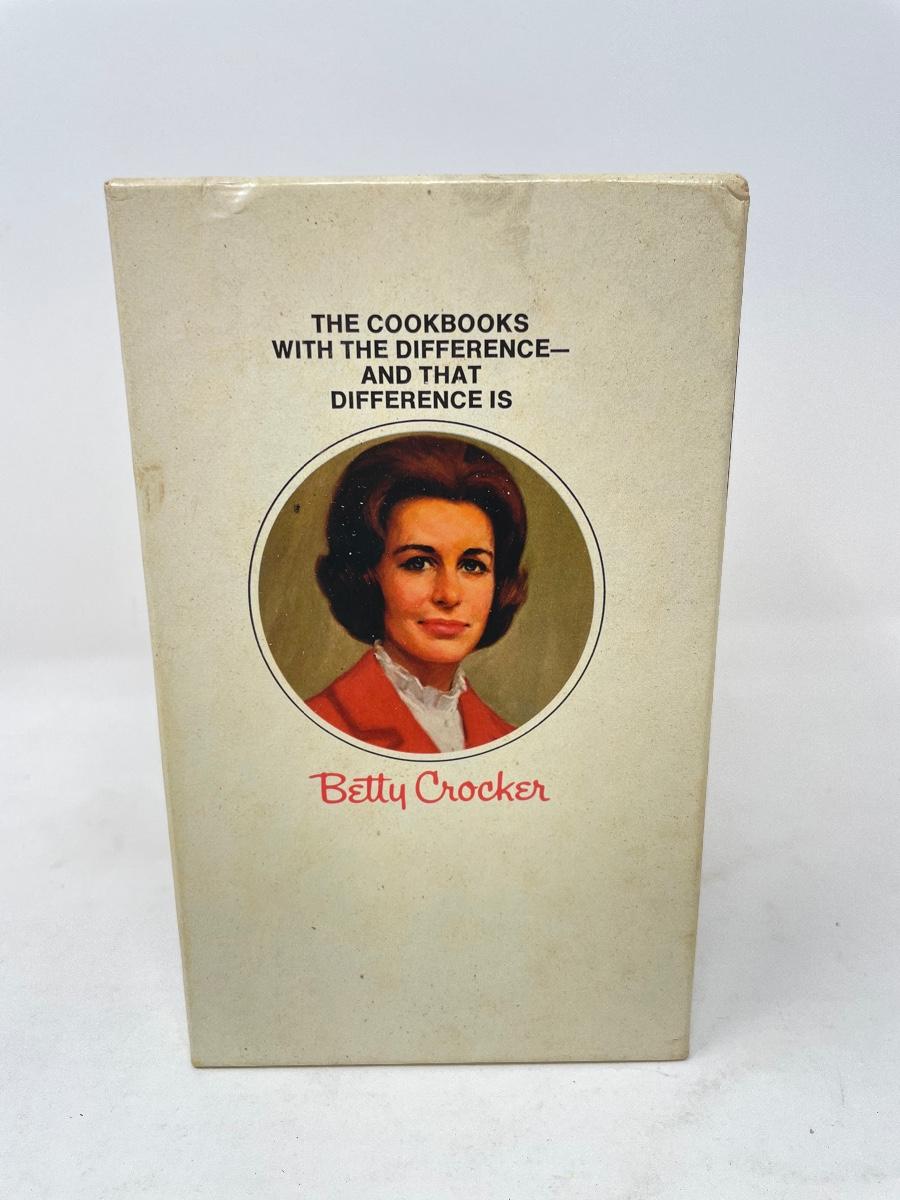 THE COOKBOOKS
WITH THE DIFFERENCE—
AND THAT
DIFFERENCE IS
Betty Crocker